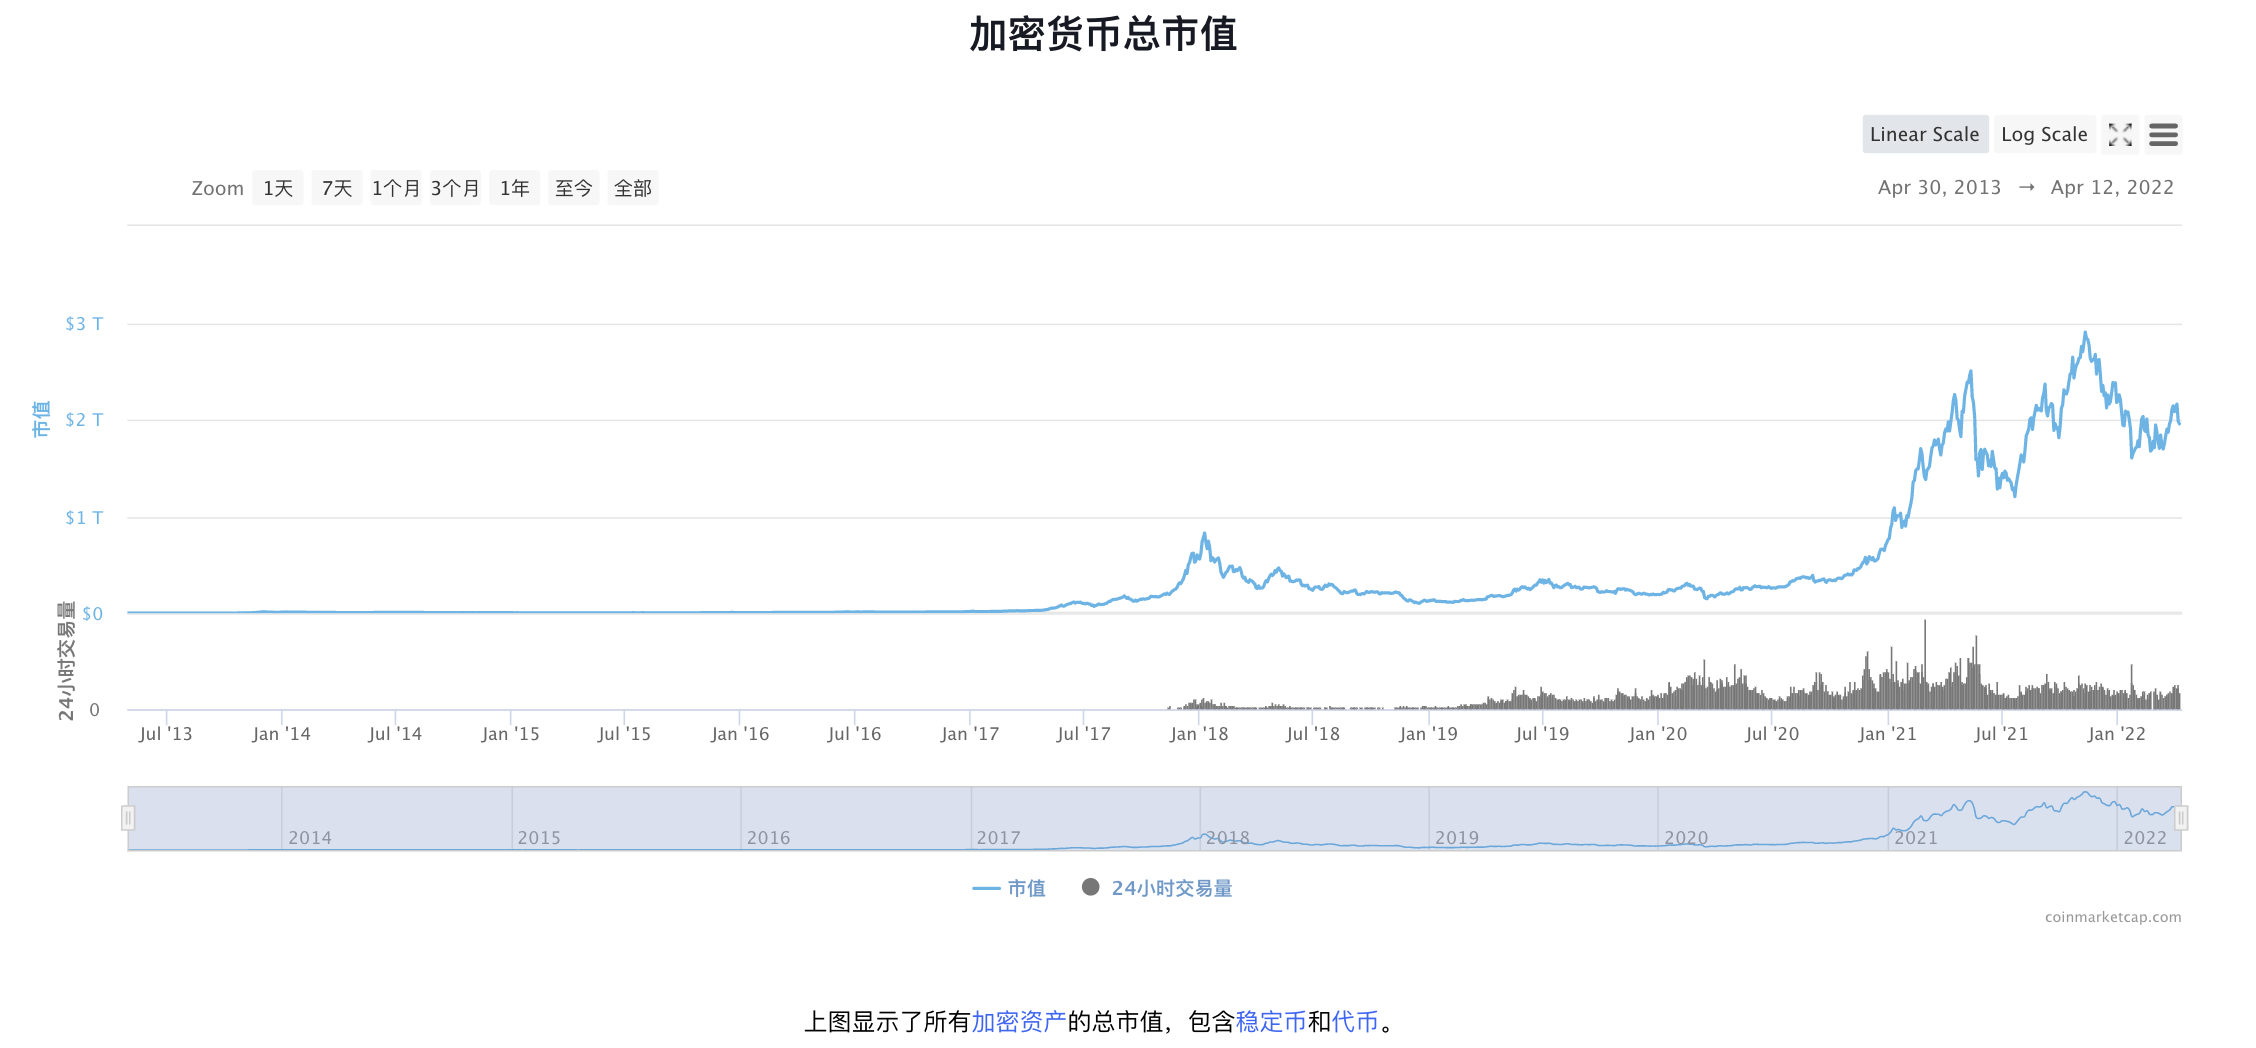 加密货币总市值
Linear Scale Log Scale
Zoom 1天 7天 1个月 3个月 1年 至今 全部 Apr 30, 2013 → Apr 12, 2022
$3 T
$2 T
$1 T
$0
市值
24小时交易量
0
Jul '13 Jan '14 Jul '14 Jan '15 Jul '15 Jan '16 Jul '16 Jan '17 Jul '17 Jan '18 Jul '18 Jan '19 Jul '19 Jan '20 Jul '20 Jan '21 Jul '21 Jan '22
2014 2015 2016 2017 2018 2019 2020 2021 2022
市值 24小时交易量
coinmarketcap.com
上图显示了所有加密资产的总市值，包含稳定币和代币。